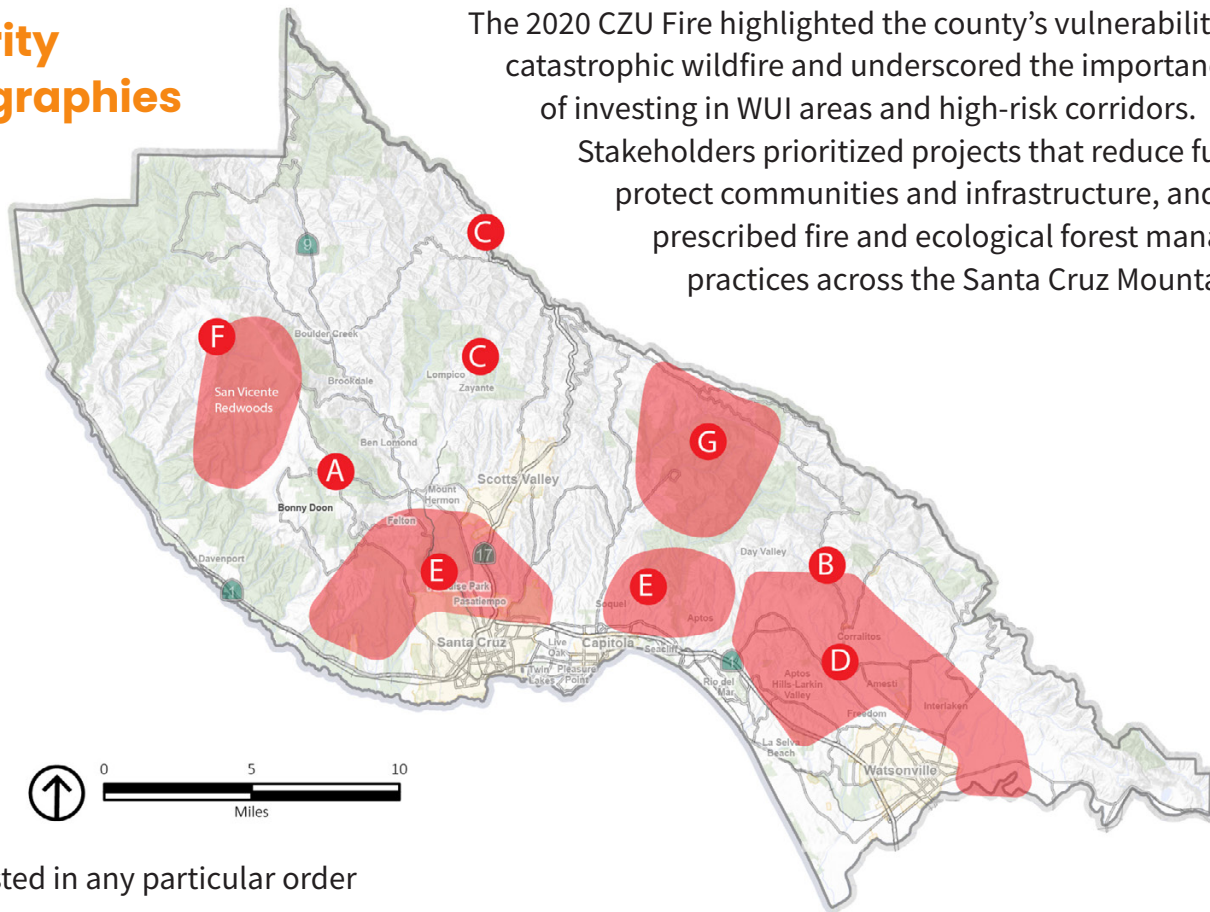 rity
graphies
The 2020 CZU Fire highlighted the county's vulnerabilit
catastrophic wildfire and underscored the importanc
of investing in WUI areas and high-risk corridors.
Stakeholders prioritized projects that reduce fu
protect communities and infrastructure, and
prescribed fire and ecological forest mana
practices across the Santa Cruz Mounta
9
C
F
Boulder Creek
San Vicente
Redwoods
Brookdale
C
Lompico
Zayante
Ben Lomond
G
A
Bonny Doon
Mount
Hermon
Scotts Valley
Felton
17
Davenport
1
E
ise Park
Pasatiempo
E
Day Valley
B
Soquel
Aptos
Santa Cruz
Live
Oak
Capitola
Seacliff
Twin
Lakes
Pleasure
Point
1
Rio del
Mar
Corralitos
D
Aptos
Hills-Larkin
Valley
Amesti
Interlaken
Freedom
La Selva
Beach
Watsonville
0 5 10
Miles
sted in any particular order